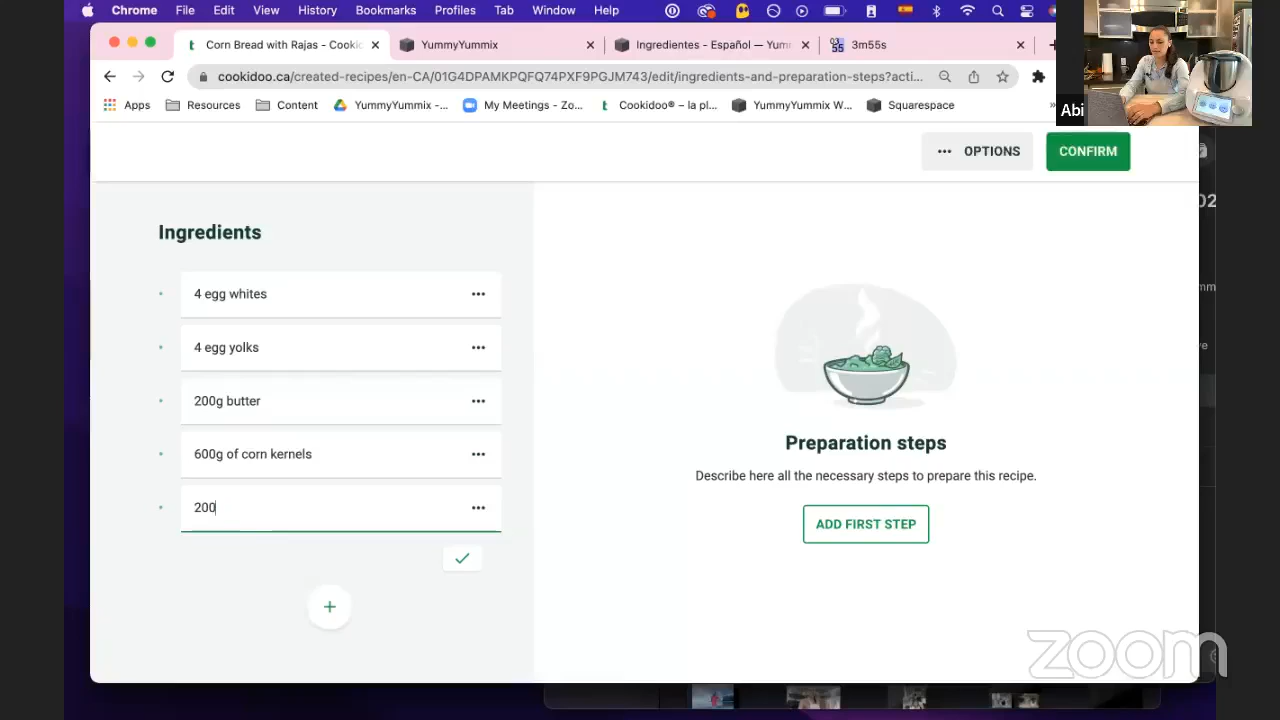 Chrome File Edit View History Bookmarks Profiles Tab Window Help
Corn Bread with Rajas - Cooki
YummyYummix
Ingredientes - Español — Yum
3m55s
cookidoo.ca/created-recipes/en-CA/01G4DPAMKPQFQ74PXF9PGJM743/edit/ingredients-and-preparation-steps?acti...
Apps
Resources
Content
YummyYummix -...
My Meetings - Zo...
Cookidoo® – la pl...
YummyYummix W...
Squarespace
Abi
OPTIONS
CONFIRM
Ingredients
4 egg whites
4 egg yolks
200g butter
600g of corn kernels
200
Preparation steps
Describe here all the necessary steps to prepare this recipe.
ADD FIRST STEP
zoom